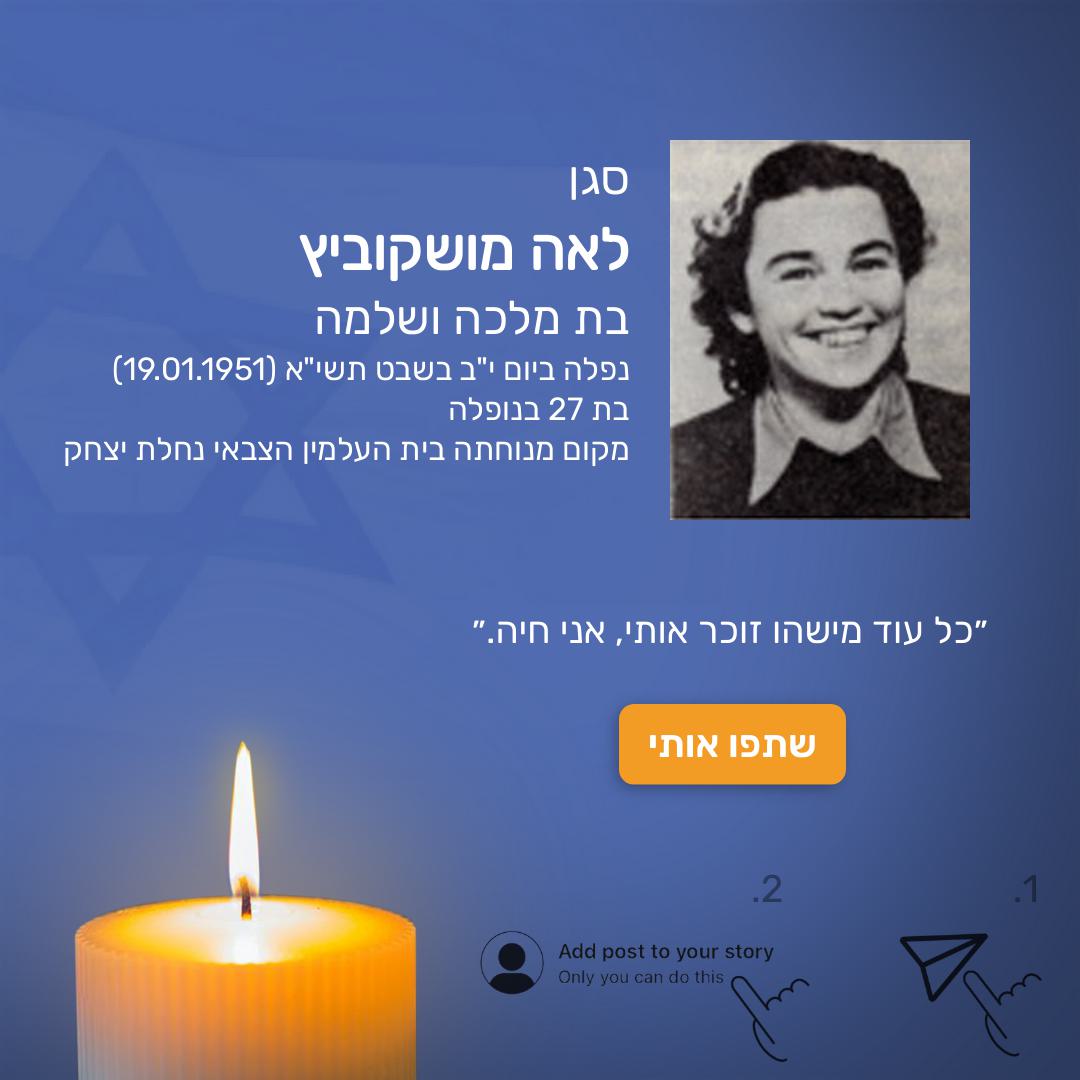 סגן
לאה מושקוביץ
בת מלכה ושלמה
נפלה ביום י"ב בשבט תשי"א (19.01.1951)
בת 27 בנופלה
מקום מנוחתה בית העלמין הצבאי נחלת יצחק
״כל עוד מישהו זוכר אותי, אני חיה.״
שתפו אותי
1.
2.
Add post to your story
Only you can do this